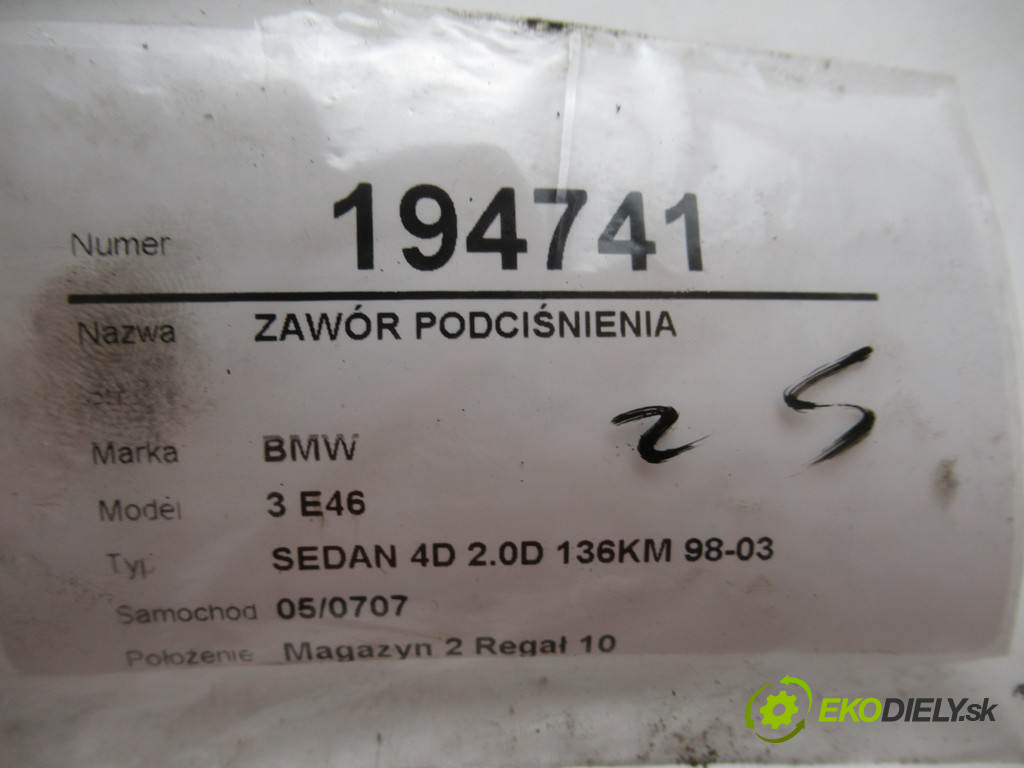 Numer 194741
Nazwa ZAWÓR PODCIŚNIENIA
25
Marka BMW
Model 3 E46
Typ SEDAN 4D 2.0D 136KM 98-03
Samochod 05/0707
Położenie Magazyn 2 Regał 10
EKODIELY.sk